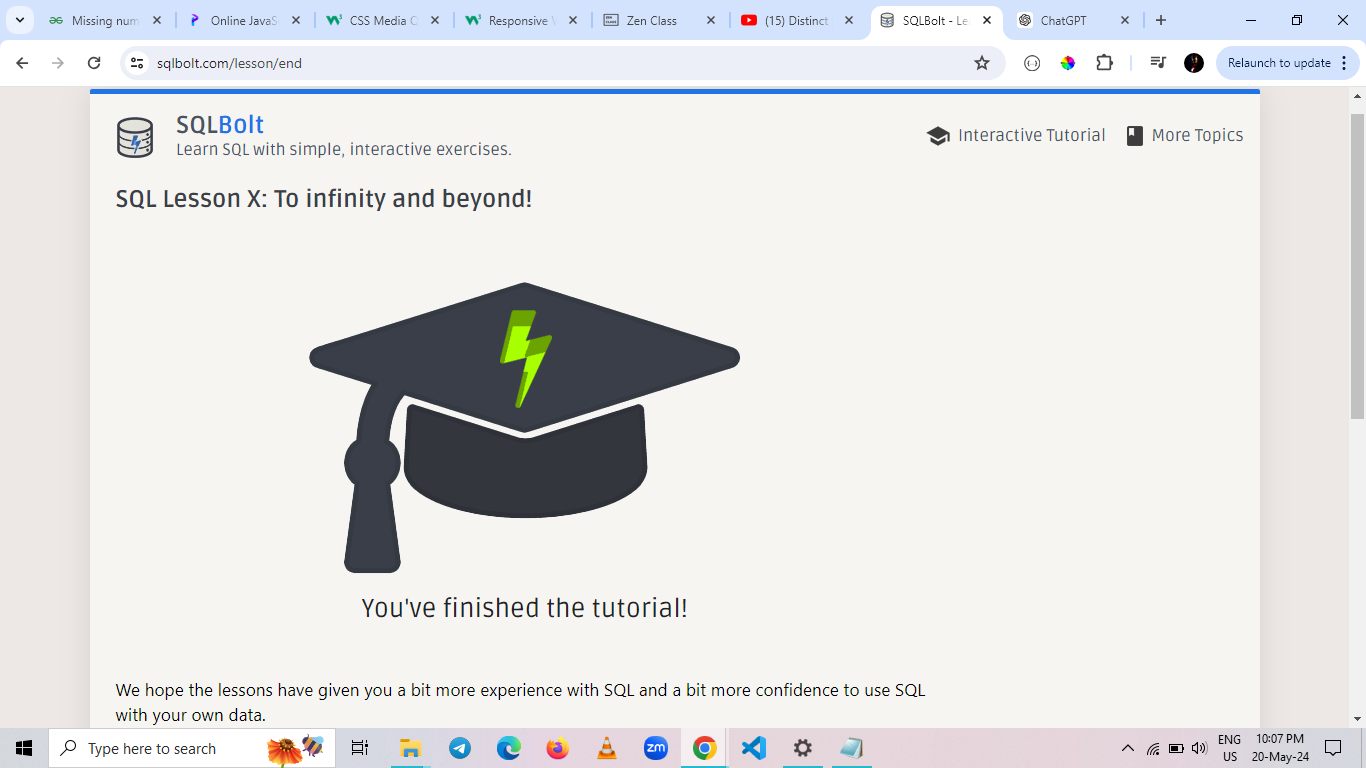 Missing num
Online JavaS
CSS Media C
Responsive
Zen Class
(15) Distinct
SQLBolt - Le
ChatGPT
sqlbolt.com/lesson/end
Relaunch to update
SQLBolt
Learn SQL with simple, interactive exercises.
Interactive Tutorial
More Topics
SQL Lesson X: To infinity and beyond!
You've finished the tutorial!
We hope the lessons have given you a bit more experience with SQL and a bit more confidence to use SQL
with your own data.
Type here to search
zm
ENG
US
10:07 PM
20-May-24